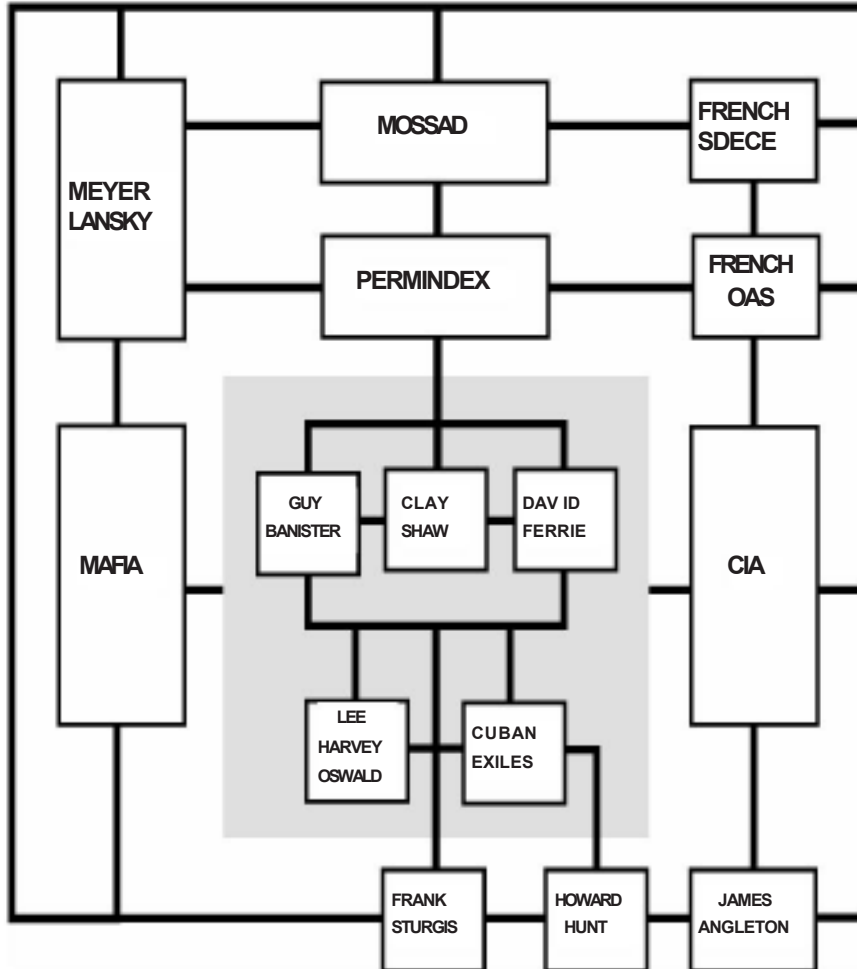 MOSSAD
FRENCH
SDECE
MEYER
LANSKY
PERMINDEX
FRENCH
OAS
GUY
BANISTER
CLAY
SHAW
DAV ID
FERRIE
MAFIA
CIA
LEE
HARVEY
OSWALD
CUBAN
EXILES
FRANK
STURGIS
HOWARD
HUNT
JAMES
ANGLETON